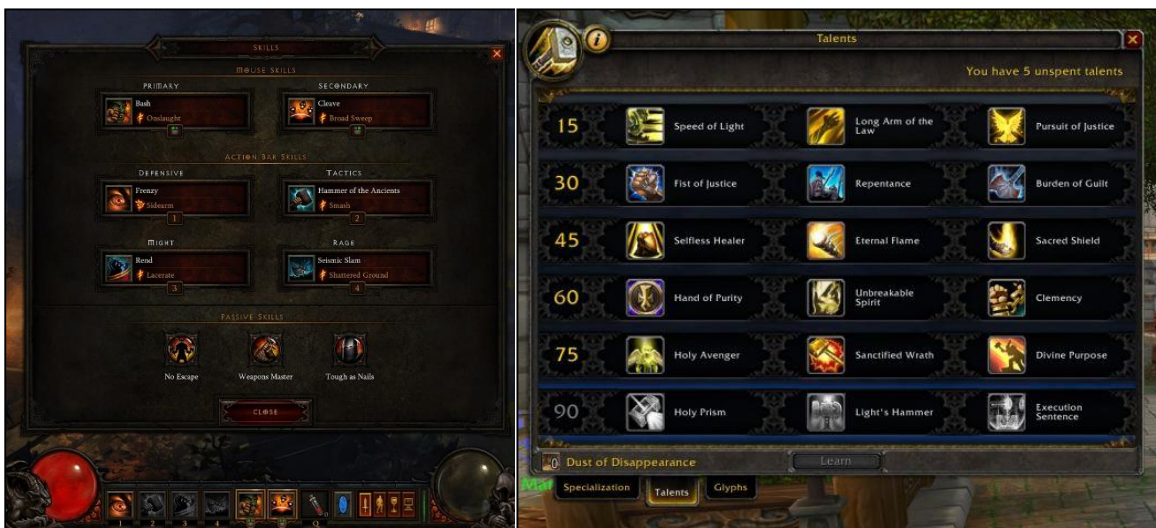 SKILLS
MOUSE SKILLS
PRIMARY
SECONDARY
Bash
Onslaught
Cleave
Broad Sweep
ACTION BAR SKILLS
DEFENSIVE
TACTICS
Frenzy
Sidearm
1
Hammer of the Ancients
Smash
2
MIGHT
RAGE
Rend
Lacerate
3
Seismic Slam
Shattered Ground
4
PASSIVE SKILLS
No Escape
Weapons Master
Tough as Nails
CLOSE
1 2 3 4 Q
Talents
You have 5 unspent talents
15 Speed of Light Long Arm of the Law Pursuit of Justice
30 Fist of Justice Repentance Burden of Guilt
45 Selfless Healer Eternal Flame Sacred Shield
60 Hand of Purity Unbreakable Spirit Clemency
75 Holy Avenger Sanctified Wrath Divine Purpose
90 Holy Prism Light's Hammer Execution Sentence
0 Dust of Disappearance Learn
Specialization Talents Glyphs